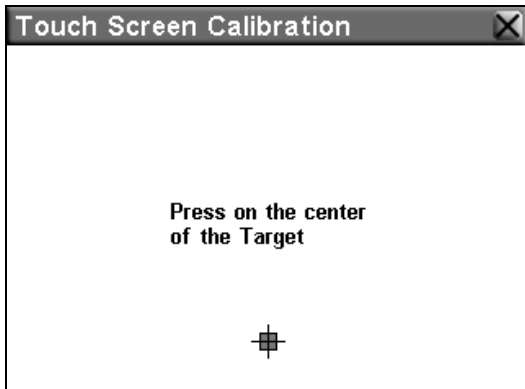 Touch Screen Calibration
Press on the center
of the Target